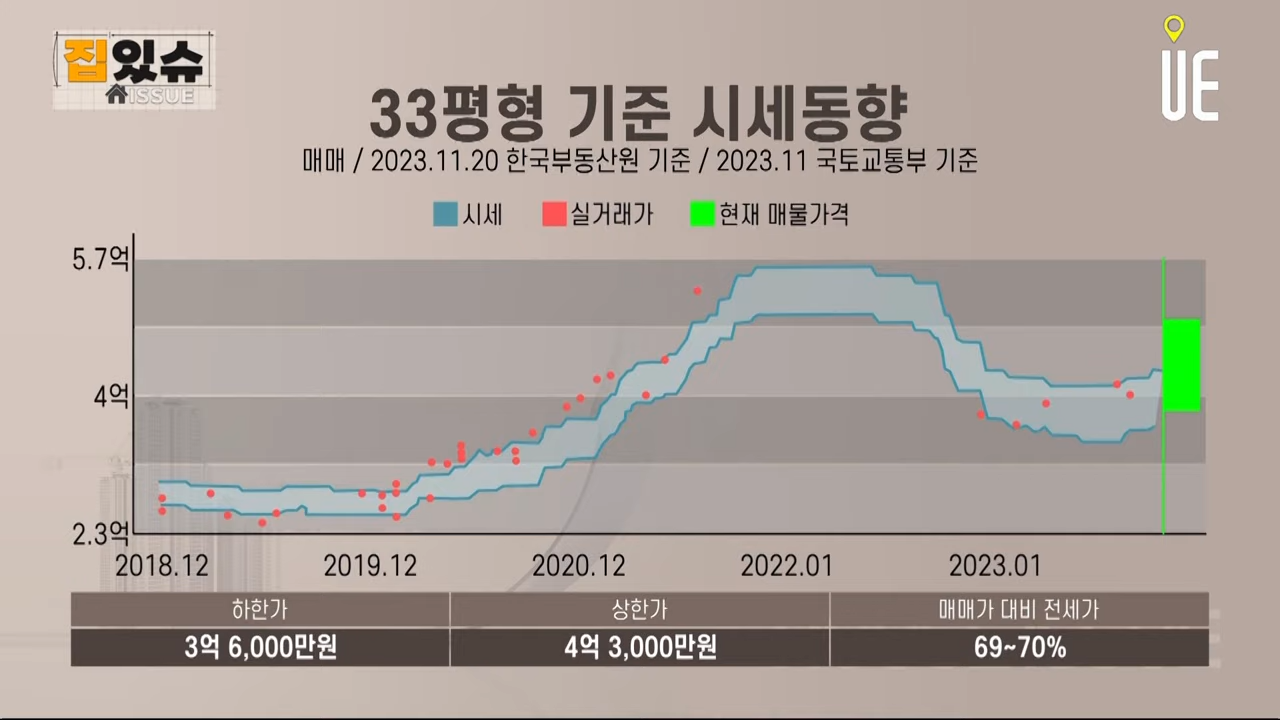 집있슈
ISSUE
UE
33평형 기준 시세동향
매매 / 2023.11.20 한국부동산원 기준 / 2023.11 국토교통부 기준
시세 실거래가 현재 매물가격
5.7억
4억
2.3억
2018.12 2019.12 2020.12 2022.01 2023.01
하한가 상한가 매매가 대비 전세가
3억 6,000만원 4억 3,000만원 69~70%